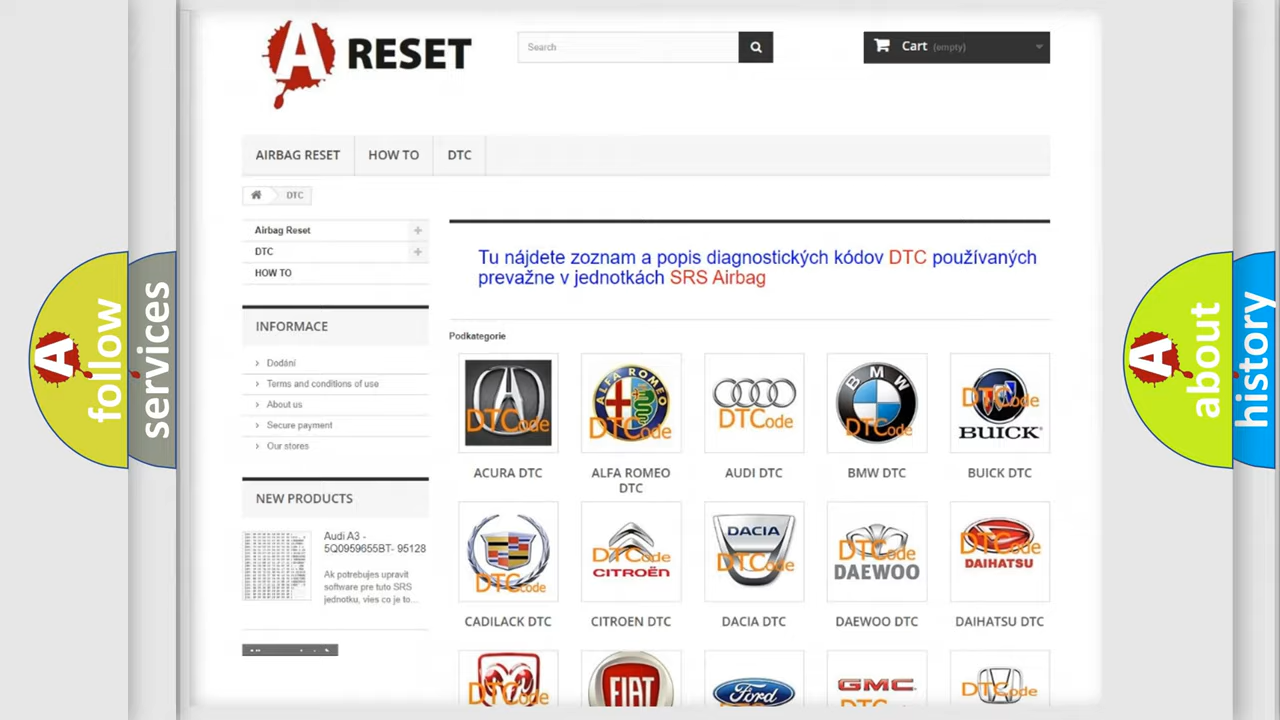 A RESET
Search
Cart (empty)
AIRBAG RESET
HOW TO
DTC
DTC
Airbag Reset
DTC
HOW TO
INFORMACE
Dodání
Terms and conditions of use
About us
Secure payment
Our stores
NEW PRODUCTS
Audi A3 -
5Q0959655BT- 95128
Ak potrebujes upravit
software pre tuto SRS
jednotku, vies co je to...
Tu nájdete zoznam a popis diagnostických kódov DTC používaných
prevažne v jednotkách SRS Airbag
Podkategorie
DTCode
ALFA ROMEO
DTCode
DTCode
BMW
DTCode
DTCode
BUICK
ACURA DTC
ALFA ROMEO
DTC
AUDI DTC
BMW DTC
BUICK DTC
DTCode
DTCode
CITROËN
DACIA
DTCode
DTCode
DAEWOO
DTCode
DAIHATSU
CADILACK DTC
CITROEN DTC
DACIA DTC
DAEWOO DTC
DAIHATSU DTC
DTCode
FIAT
Ford
GMC
DTCode
A follow
services
A about
history